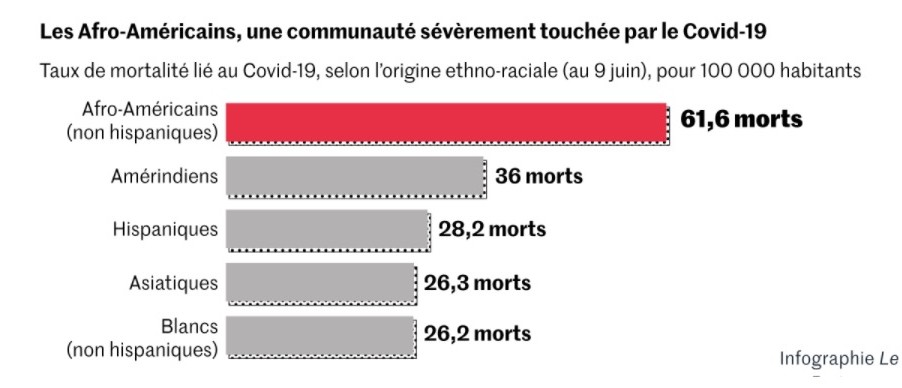 Les Afro-Américains, une communauté sévèrement touchée par le Covid-19
Taux de mortalité lié au Covid-19, selon l'origine ethno-raciale (au 9 juin), pour 100 000 habitants
Afro-Américains
(non hispaniques)
61,6 morts
Amérindiens
36 morts
Hispaniques
28,2 morts
Asiatiques
26,3 morts
Blancs
(non hispaniques)
26,2 morts
Infographie Le